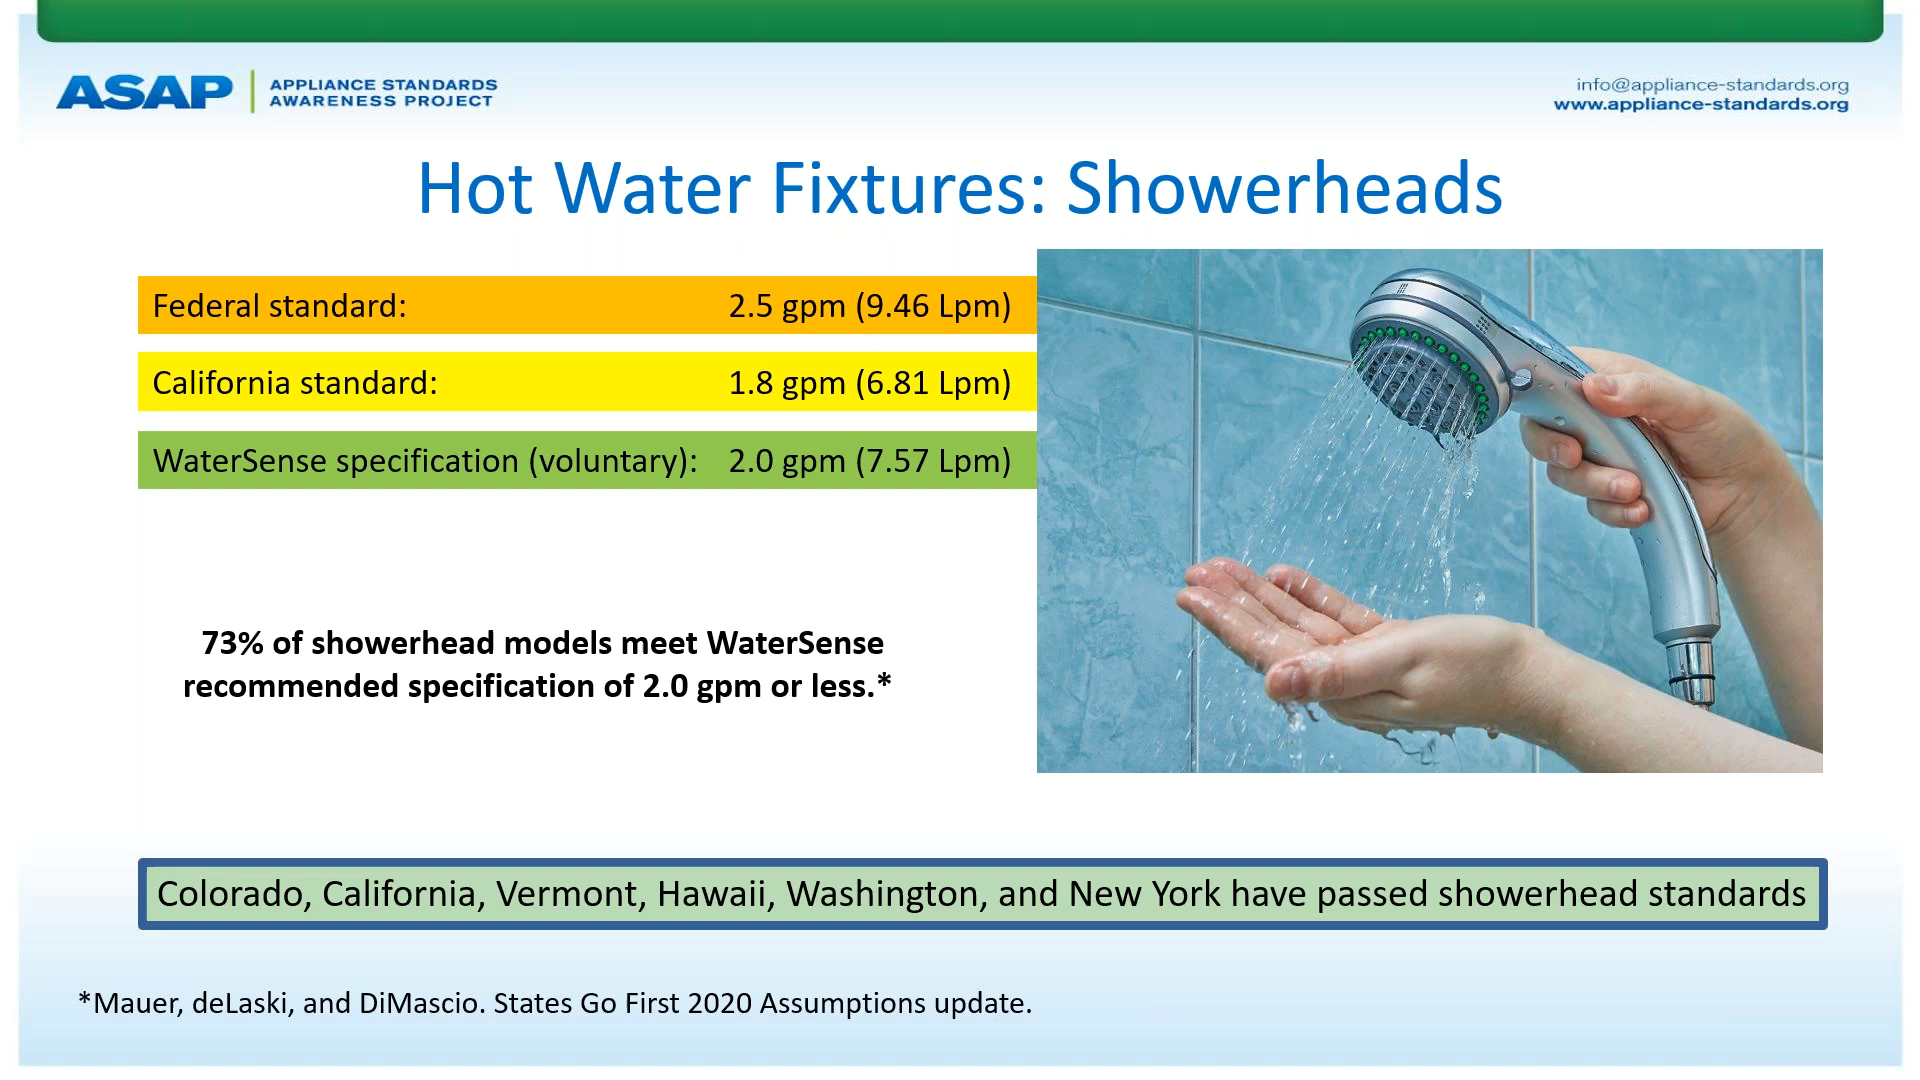 ASAP
APPLIANCE STANDARDS
AWARENESS PROJECT
info@appliance-standards.org
www.appliance-standards.org
Hot Water Fixtures: Showerheads
Federal standard: 2.5 gpm (9.46 Lpm)
California standard: 1.8 gpm (6.81 Lpm)
WaterSense specification (voluntary): 2.0 gpm (7.57 Lpm)
73% of showerhead models meet WaterSense
recommended specification of 2.0 gpm or less.*
Colorado, California, Vermont, Hawaii, Washington, and New York have passed showerhead standards
*Mauer, deLaski, and DiMascio. States Go First 2020 Assumptions update.